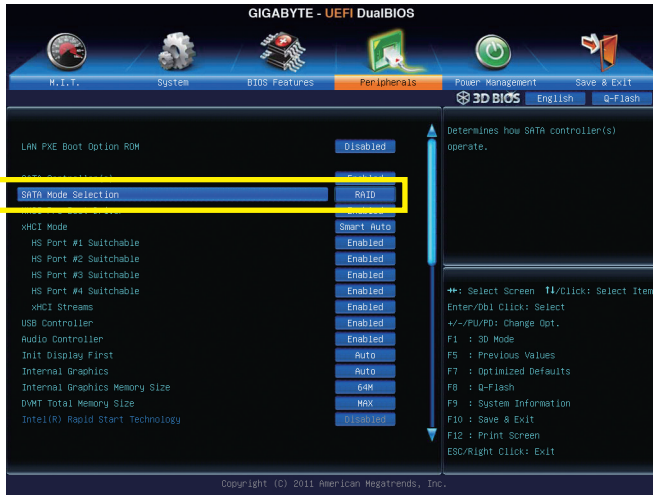 GIGABYTE - UEFI DualBIOS
M.I.T. System BIOS Features Peripherals Power Management Save & Exit
3D BIOS English Q-Flash
LAN PXE Boot Option ROM Disabled
SATA Mode Selection RAID
xHCI Mode Smart Auto
HS Port #1 Switchable Enabled
HS Port #2 Switchable Enabled
HS Port #3 Switchable Enabled
HS Port #4 Switchable Enabled
xHCI Streams Enabled
USB Controller Enabled
Audio Controller Enabled
Init Display First Auto
Internal Graphics Auto
Internal Graphics Memory Size 64M
DVMT Total Memory Size MAX
Intel(R) Rapid Start Technology Disabled
Determines how SATA controller(s)
operate.
→←: Select Screen ↑↓/Click: Select Item
Enter/Dbl Click: Select
+/-/PU/PD: Change Opt.
F1 : 3D Mode
F5 : Previous Values
F7 : Optimized Defaults
F8 : Q-Flash
F9 : System Information
F10 : Save & Exit
F12 : Print Screen
ESC/Right Click: Exit
Copyright (C) 2011 American Megatrends, Inc.